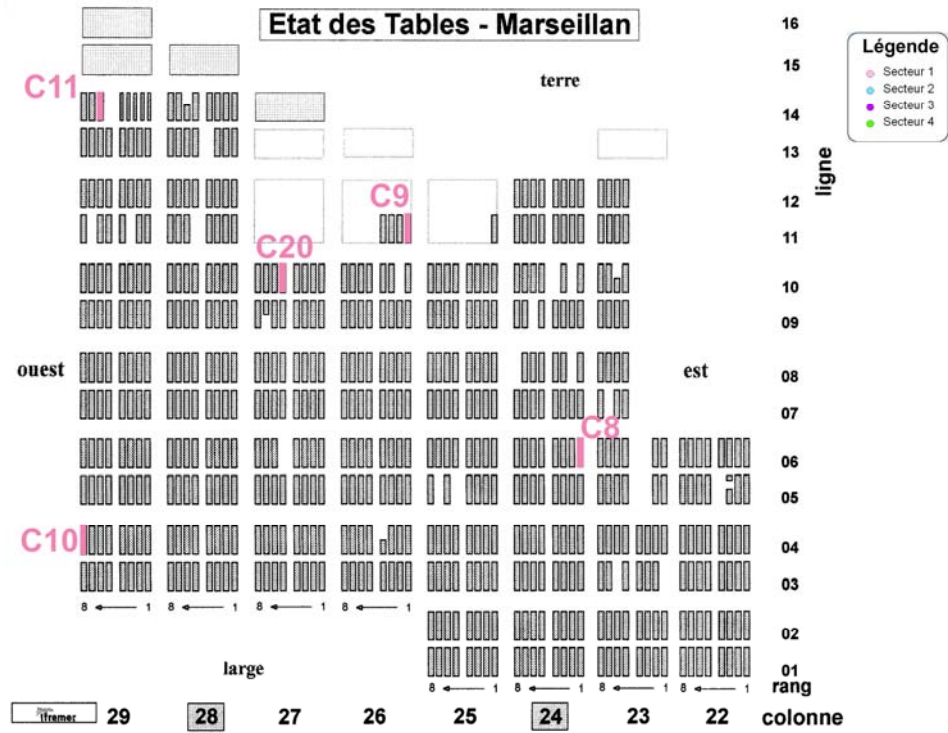 Etat des Tables - Marseillan
16
Légende
Secteur 1
Secteur 2
Secteur 3
Secteur 4
15
terre
C11
14
13
ligne
12
C9
11
C20
10
09
ouest
est
08
07
C8
06
05
C10
04
03
8 1 8 1 8 1 8 1
02
01
large
8 1 8 1 8 1 8 1 rang
Ifremer 29 28 27 26 25 24 23 22 colonne